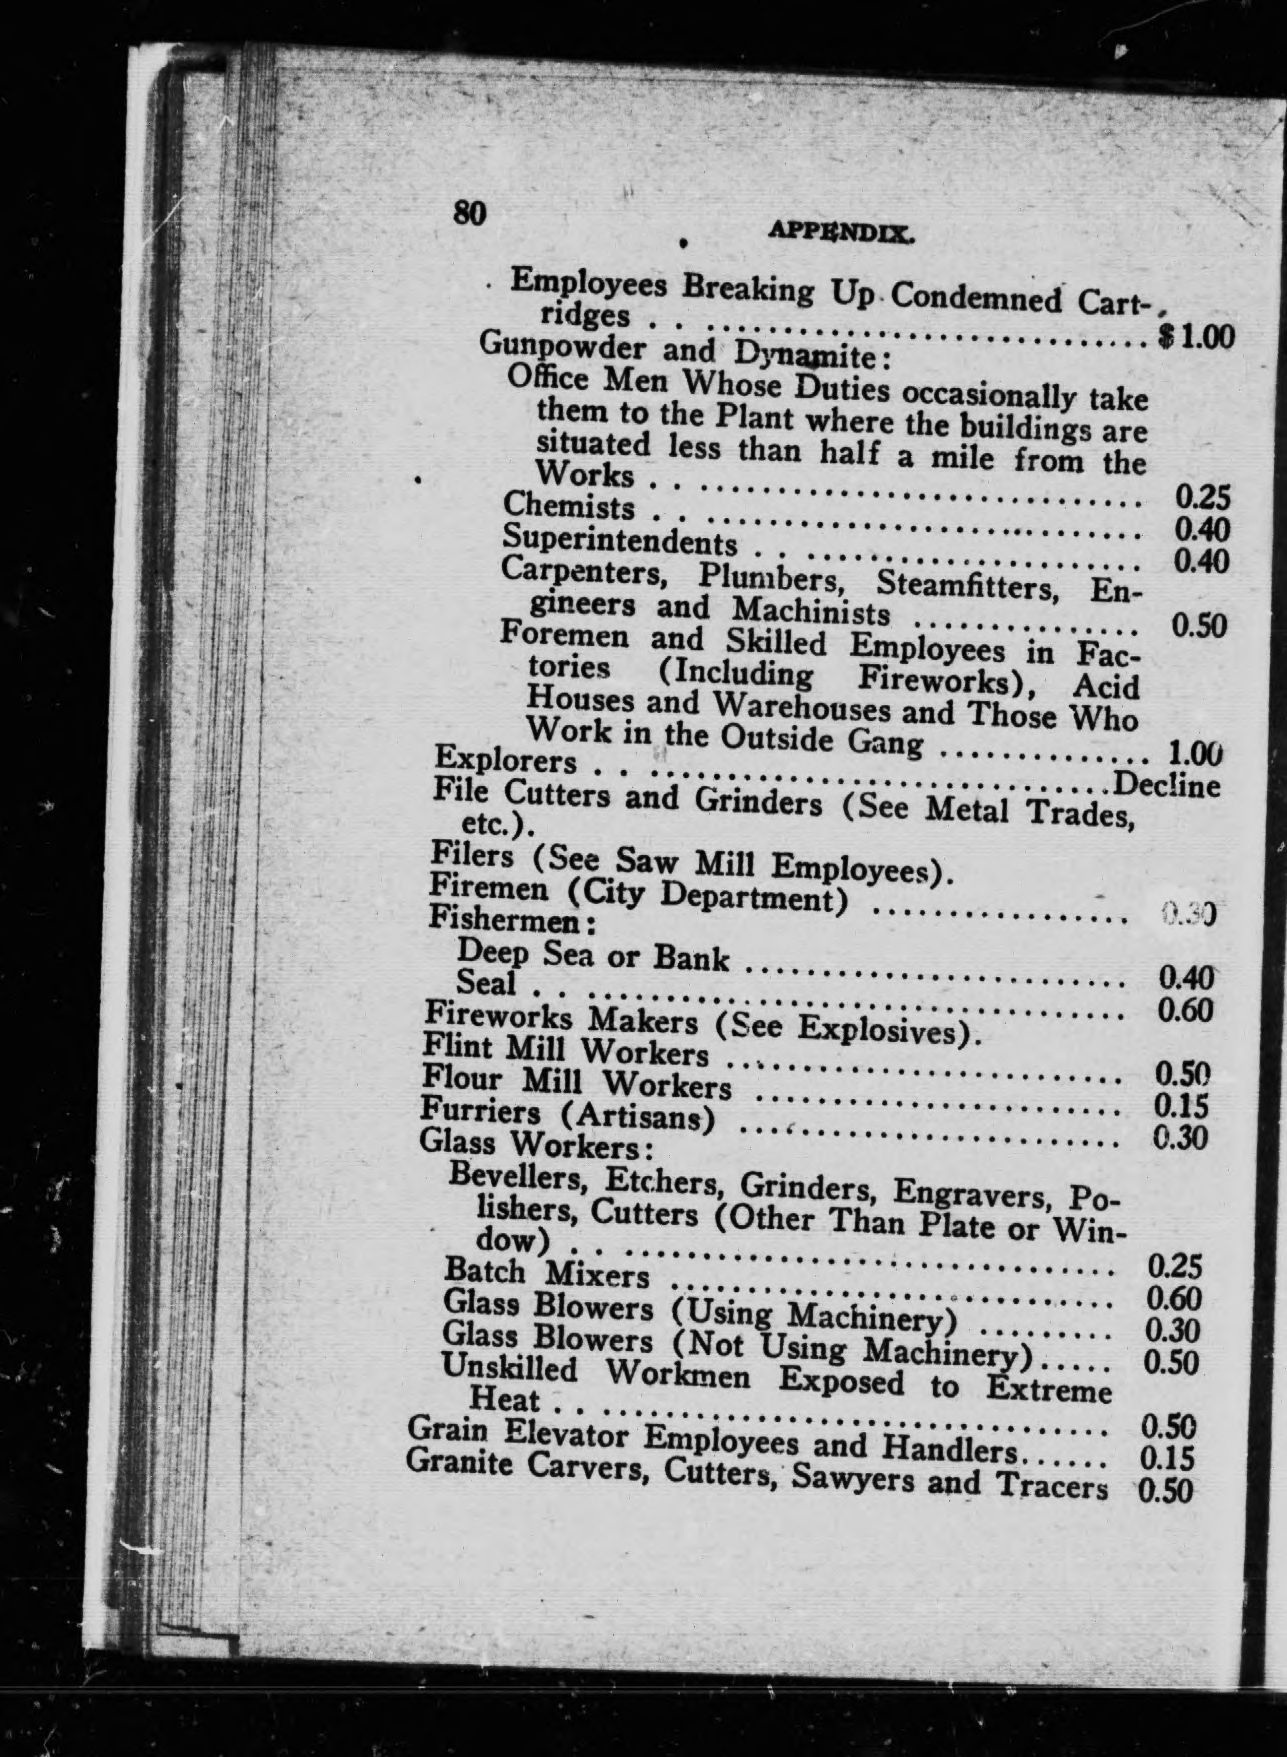 80
APPENDIX.
Employees Breaking Up Condemned Cart-
ridges . . .............................. $1.00
Gunpowder and Dynamite:
Office Men Whose Duties occasionally take
them to the Plant where the buildings are
situated less than half a mile from the
Works . . .............................. 0.25
Chemists . . .............................. 0.40
Superintendents . . ........................ 0.40
Carpenters, Plumbers, Steamfitters, En-
gineers and Machinists ............... 0.50
Foremen and Skilled Employees in Fac-
tories (Including Fireworks), Acid
Houses and Warehouses and Those Who
Work in the Outside Gang .............. 1.00
Explorers . . ..............................Decline
File Cutters and Grinders (See Metal Trades,
etc.).
Filers (See Saw Mill Employees).
Firemen (City Department) ................. 0.30
Fishermen:
Deep Sea or Bank ......................... 0.40
Seal . . .................................. 0.60
Fireworks Makers (See Explosives).
Flint Mill Workers .......................... 0.50
Flour Mill Workers ........................ 0.15
Furriers (Artisans) ......................... 0.30
Glass Workers:
Bevellers, Etchers, Grinders, Engravers, Po-
lishers, Cutters (Other Than Plate or Win-
dow) . . ................................ 0.25
Batch Mixers ............................. 0.60
Glass Blowers (Using Machinery) ......... 0.30
Glass Blowers (Not Using Machinery)..... 0.50
Unskilled Workmen Exposed to Extreme
Heat . . ................................. 0.50
Grain Elevator Employees and Handlers...... 0.15
Granite Carvers, Cutters, Sawyers and Tracers 0.50